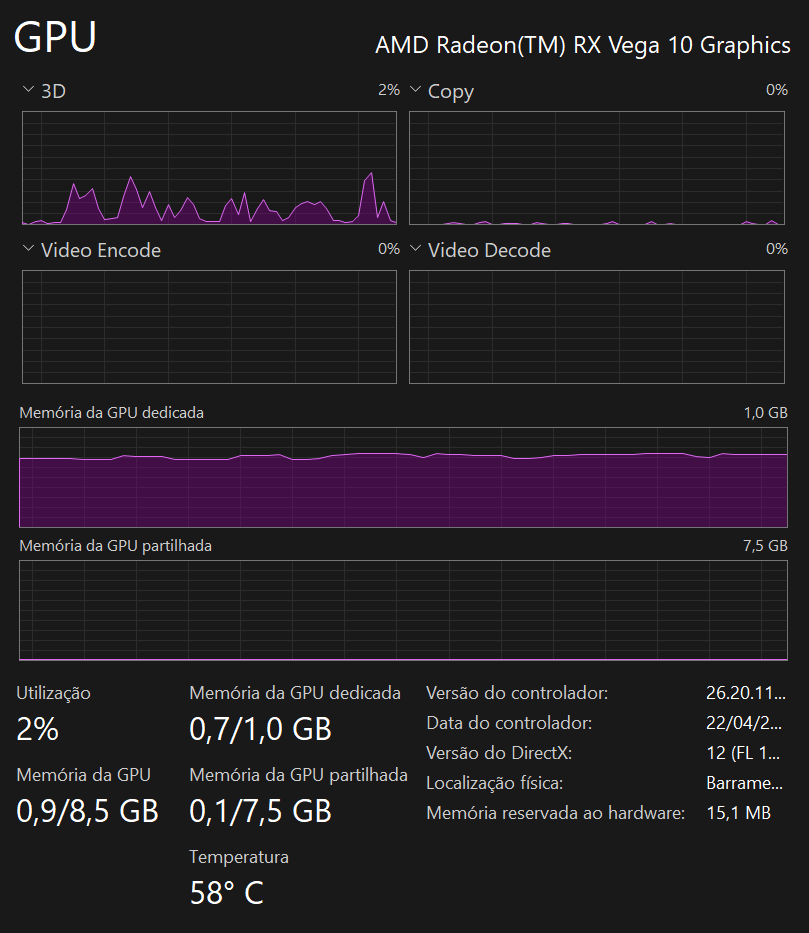 GPU
AMD Radeon(TM) RX Vega 10 Graphics
3D 2%
Copy 0%
Video Encode 0%
Video Decode 0%
Memória da GPU dedicada 1,0 GB
Memória da GPU partilhada 7,5 GB
Utilização
2%
Memória da GPU
0,9/8,5 GB
Memória da GPU dedicada
0,7/1,0 GB
Memória da GPU partilhada
0,1/7,5 GB
Temperatura
58° C
Versão do controlador: 26.20.11...
Data do controlador: 22/04/2...
Versão do DirectX: 12 (FL 1...
Localização física: Barrame...
Memória reservada ao hardware: 15,1 MB